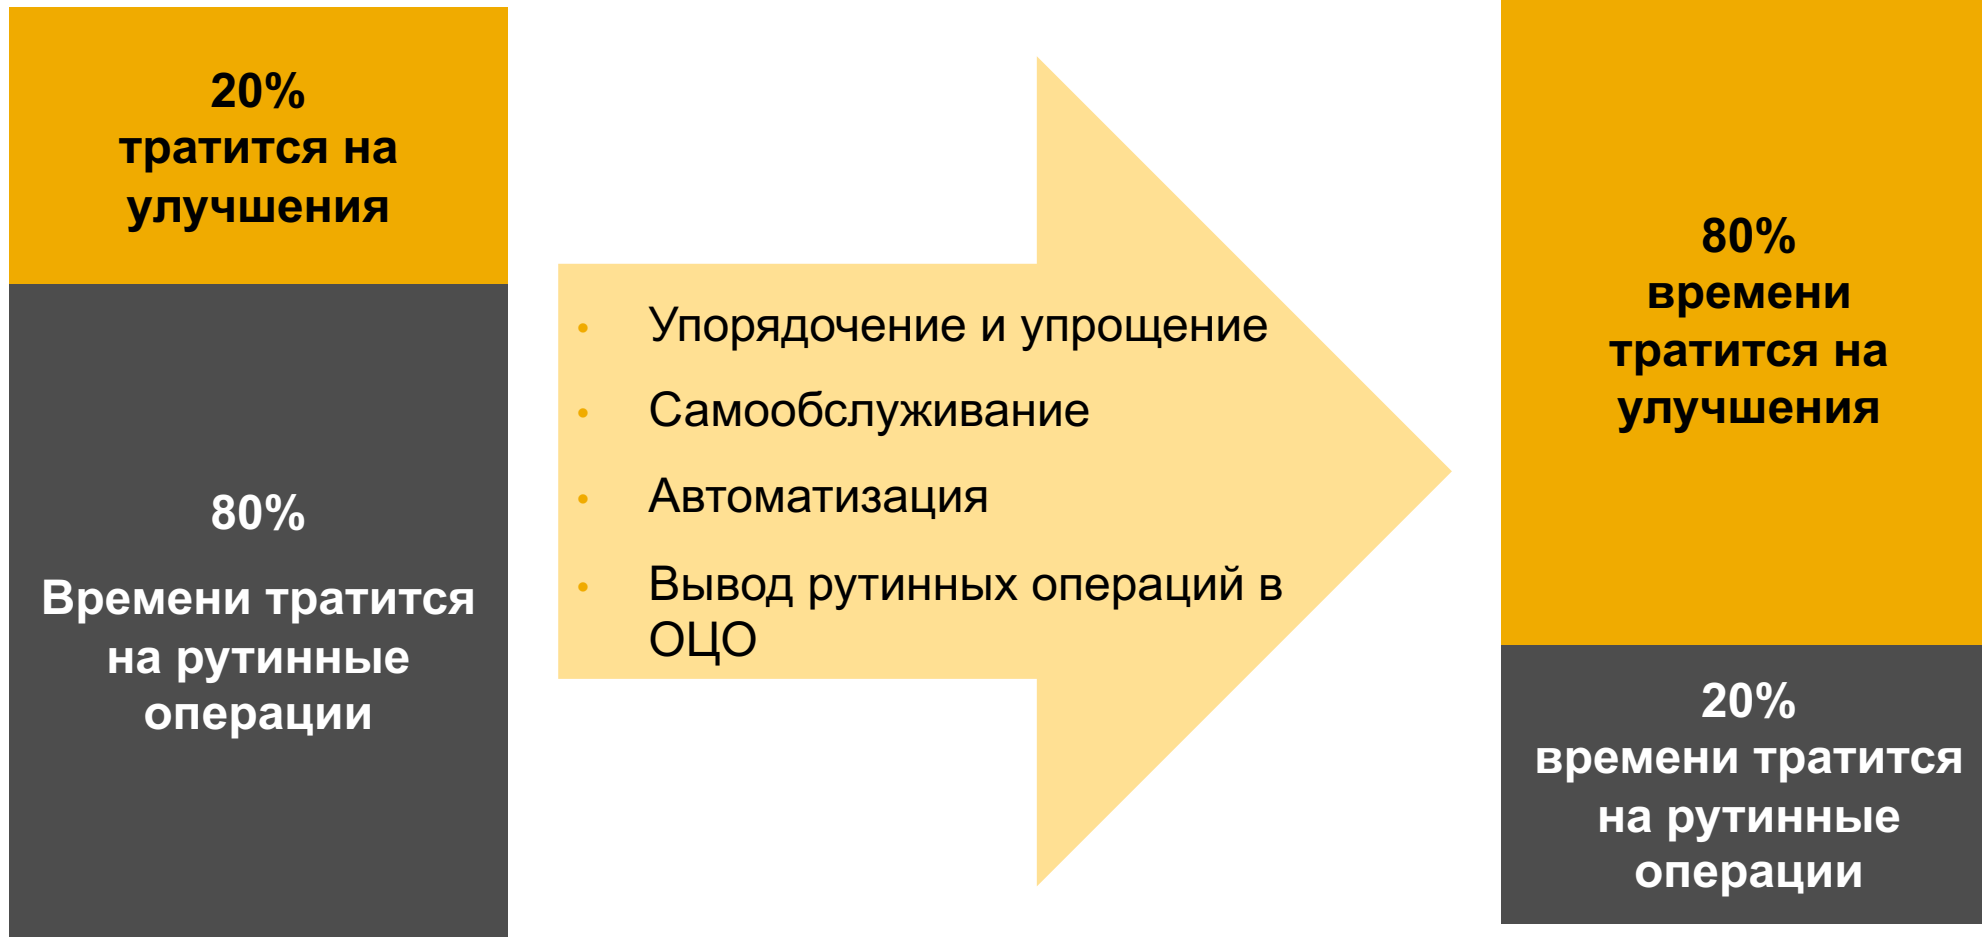 20%
тратится на
улучшения
80%
Времени тратится
на рутинные
операции
• Упорядочение и упрощение
• Самообслуживание
• Автоматизация
• Вывод рутинных операций в
ОЦО
80%
времени
тратится на
улучшения
20%
времени тратится
на рутинные
операции